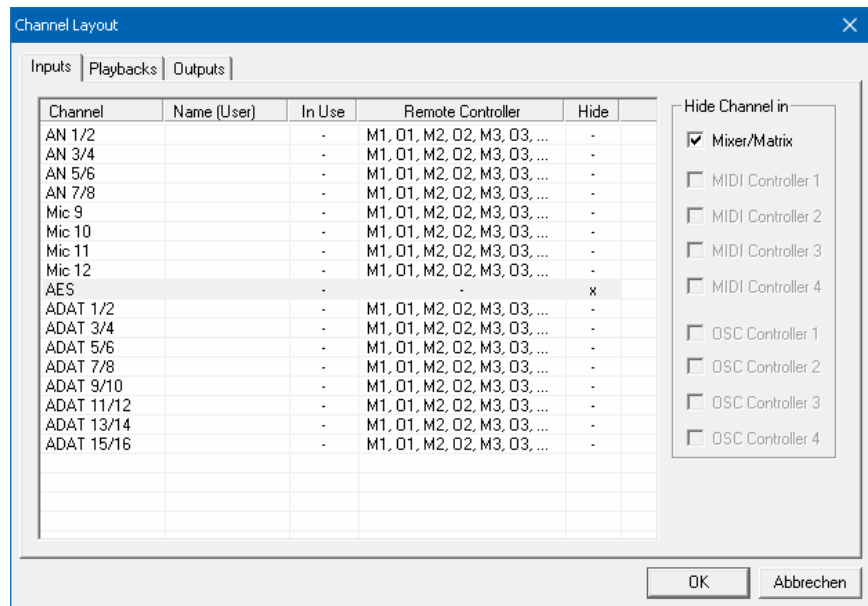 Channel Layout
Inputs Playbacks Outputs
Channel Name (User) In Use Remote Controller Hide
AN 1/2 - M1, O1, M2, O2, M3, O3, ... -
AN 3/4 - M1, O1, M2, O2, M3, O3, ... -
AN 5/6 - M1, O1, M2, O2, M3, O3, ... -
AN 7/8 - M1, O1, M2, O2, M3, O3, ... -
Mic 9 - M1, O1, M2, O2, M3, O3, ... -
Mic 10 - M1, O1, M2, O2, M3, O3, ... -
Mic 11 - M1, O1, M2, O2, M3, O3, ... -
Mic 12 - M1, O1, M2, O2, M3, O3, ... -
AES - - x
ADAT 1/2 - M1, O1, M2, O2, M3, O3, ... -
ADAT 3/4 - M1, O1, M2, O2, M3, O3, ... -
ADAT 5/6 - M1, O1, M2, O2, M3, O3, ... -
ADAT 7/8 - M1, O1, M2, O2, M3, O3, ... -
ADAT 9/10 - M1, O1, M2, O2, M3, O3, ... -
ADAT 11/12 - M1, O1, M2, O2, M3, O3, ... -
ADAT 13/14 - M1, O1, M2, O2, M3, O3, ... -
ADAT 15/16 - M1, O1, M2, O2, M3, O3, ... -
Hide Channel in
Mixer/Matrix
MIDI Controller 1
MIDI Controller 2
MIDI Controller 3
MIDI Controller 4
OSC Controller 1
OSC Controller 2
OSC Controller 3
OSC Controller 4
OK Abbrechen